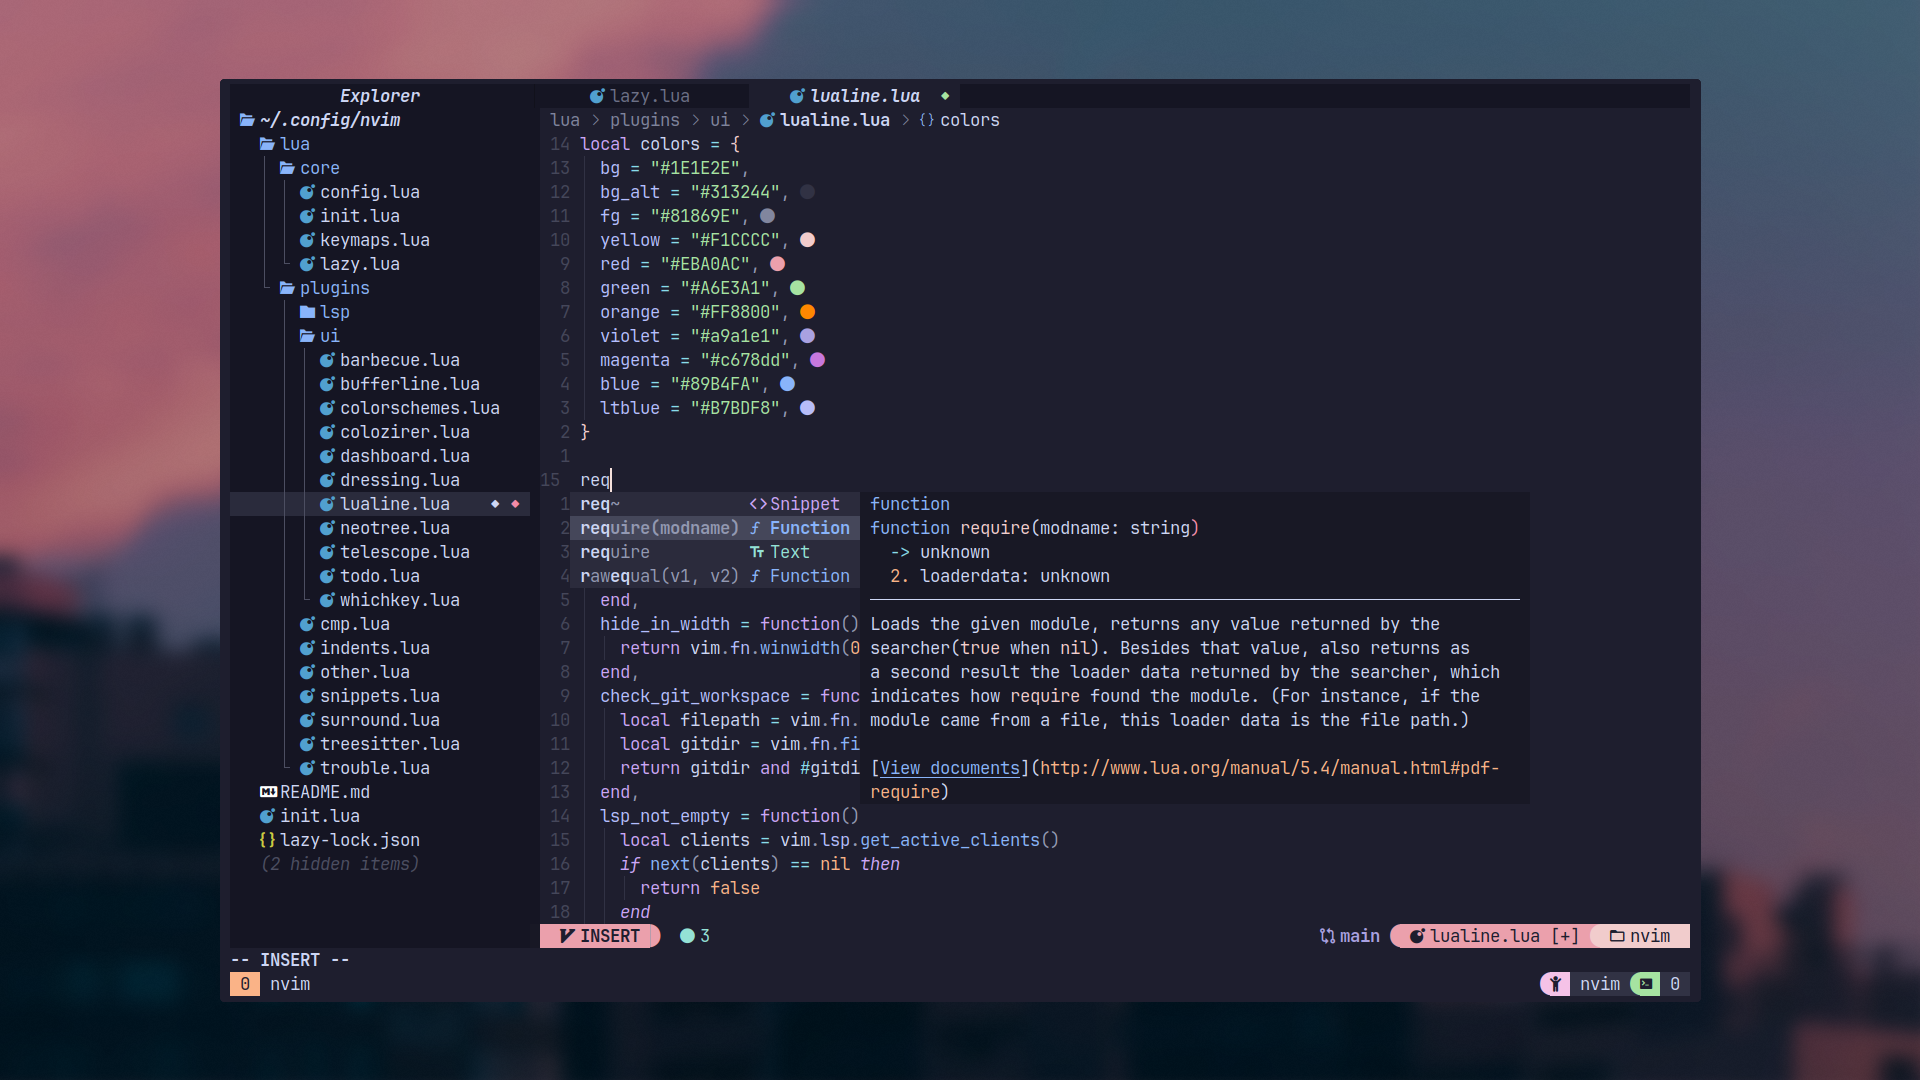 Explorer
~/.config/nvim
lua
core
config.lua
init.lua
keymaps.lua
lazy.lua
plugins
lsp
ui
barbecue.lua
bufferline.lua
colorschemes.lua
colozirer.lua
dashboard.lua
dressing.lua
lualine.lua
neotree.lua
telescope.lua
todo.lua
whichkey.lua
cmp.lua
indents.lua
other.lua
snippets.lua
surround.lua
treesitter.lua
trouble.lua
README.md
init.lua
{} lazy-lock.json
(2 hidden items)
lazy.lua lualine.lua
lua > plugins > ui > lualine.lua > {} colors
14 local colors = {
13 bg = "#1E1E2E",
12 bg_alt = "#313244",
11 fg = "#81869E",
10 yellow = "#F1CCCC",
9 red = "#EBA0AC",
8 green = "#A6E3A1",
7 orange = "#FF8800",
6 violet = "#a9a1e1",
5 magenta = "#c678dd",
4 blue = "#89B4FA",
3 ltblue = "#B7BDF8",
2 }
1
15 req
1 req~ <> Snippet
2 require(modname) f Function
3 require Tт Text
4 rawequal(v1, v2) f Function
5 end,
6 hide_in_width = function()
7 return vim.fn.winwidth(0
8 end,
9 check_git_workspace = func
10 local filepath = vim.fn.
11 local gitdir = vim.fn.fi
12 return gitdir and #gitdi
13 end,
14 lsp_not_empty = function()
15 local clients = vim.lsp.get_active_clients()
16 if next(clients) == nil then
17 return false
18 end
function
function require(modname: string)
-> unknown
2. loaderdata: unknown
Loads the given module, returns any value returned by the
searcher(true when nil). Besides that value, also returns as
a second result the loader data returned by the searcher, which
indicates how require found the module. (For instance, if the
module came from a file, this loader data is the file path.)
[View documents](http://www.lua.org/manual/5.4/manual.html#pdf-
require)
INSERT 3 main lualine.lua [+] nvim
-- INSERT --
0 nvim nvim 0